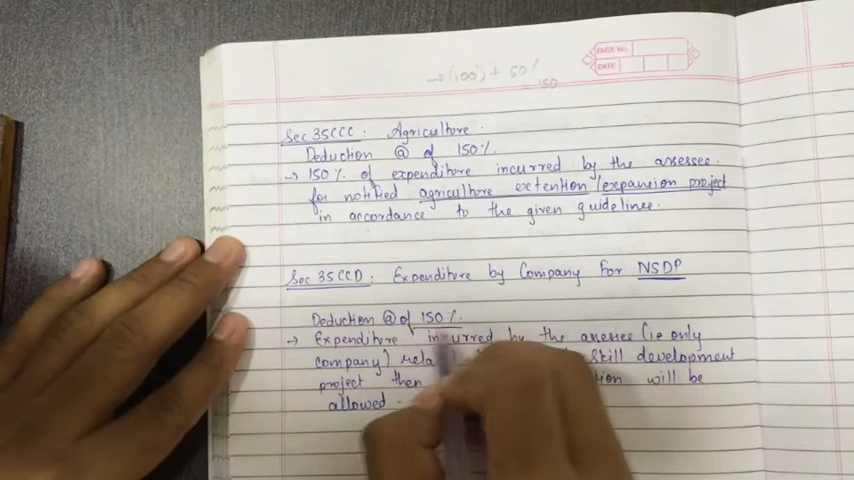 → (100) + 50%
150
PAGE NO.
DATE
Sec 35CCC : Agriculture.
Deduction @ of 150%.
→ 150% of expenditure incurred by the assessee.
for notified agriculture extention/expansion project
in accordance to the given guidelines.
Sec 35CCD : Expenditure by Company For NSDP
Deduction @ of 150%.
→ Expenditure incurred by the assessee (ie only
company) skill development
project then will be
allowed